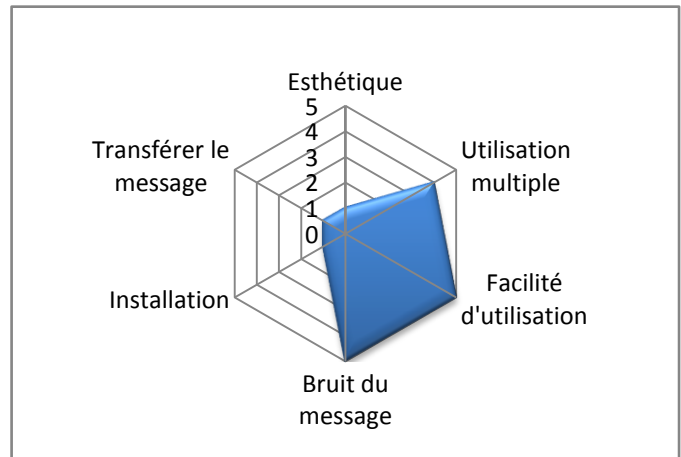 Esthétique
5
4
3
2
1
0
Utilisation
multiple
Facilité
d'utilisation
Bruit du
message
Installation
Transférer le
message